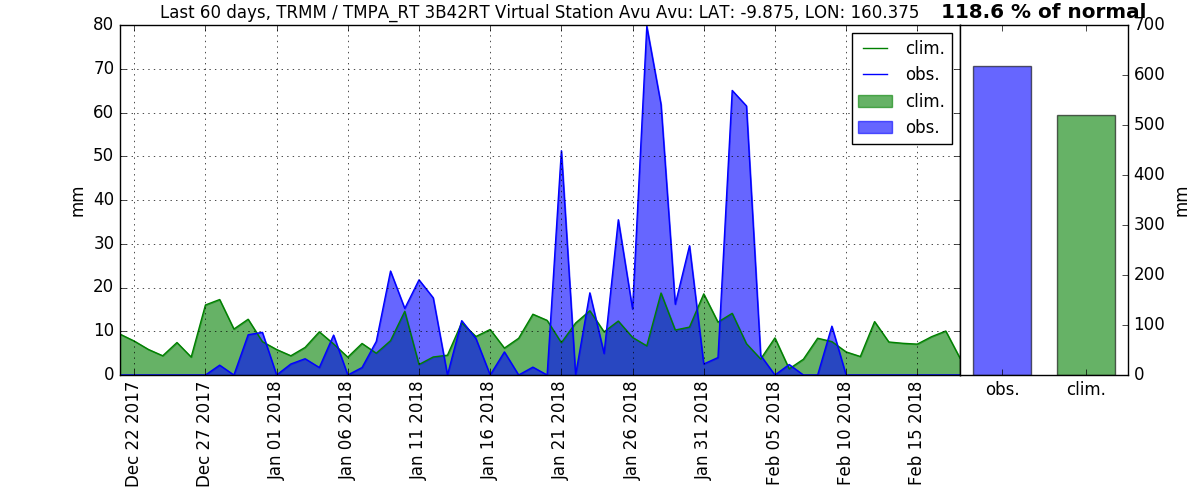 Last 60 days, TRMM / TMPA_RT 3B42RT Virtual Station Avu Avu: LAT: -9.875, LON: 160.375
118.6 % of normal
80
70
60
50
40
30
20
10
0
mm
clim.
obs.
clim.
obs.
Dec 22 2017
Dec 27 2017
Jan 01 2018
Jan 06 2018
Jan 11 2018
Jan 16 2018
Jan 21 2018
Jan 26 2018
Jan 31 2018
Feb 05 2018
Feb 10 2018
Feb 15 2018
700
600
500
400
300
200
100
0
mm
obs.
clim.